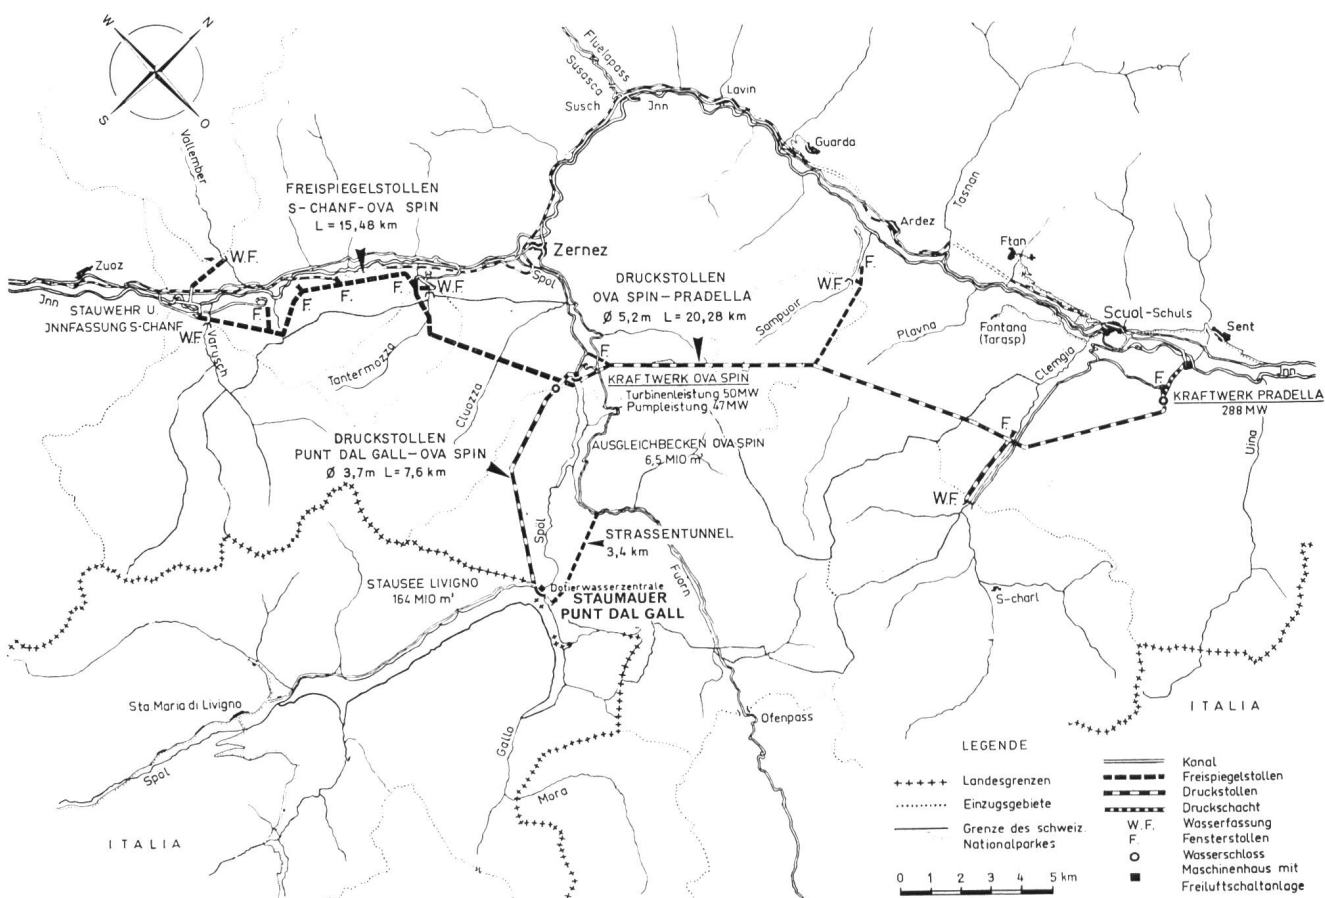 W
N
S
O
Fluelapass
Susasca
Susch
Jnn
Lavin
Guarda
Vallember
FREISPIEGELSTOLLEN
S-CHANF-OVA SPIN
L = 15,48 km
Tasnan
Ardez
Ftan
W.F.
Zernez
Zuoz
Spol
F.
DRUCKSTOLLEN
OVA SPIN-PRADELLA
Ø 5,2m L = 20,28 km
W.F.
F.
F.
F.
F.
W.F.
Jnn
STAUWEHR U.
JNNFASSUNG S-CHANF
W.F.
Varusch
Sampuoir
Plavna
Fontana
(Tarasp)
Scuol-Schuls
Sent
Clemgia
Jnn
Tantermozza
Cluozza
F.
KRAFTWERK OVA SPIN
Turbinenleistung 50MW
Pumpleistung 47MW
F.
KRAFTWERK PRADELLA
288 MW
Uina
F.
DRUCKSTOLLEN
PUNT DAL GALL-OVA SPIN
Ø 3,7m L = 7,6 km
AUSGLEICHBECKEN OVA SPIN
6,5 MIO m³
W.F.
Spol
STRASSENTUNNEL
3,4 km
Fuorn
STAUSEE LIVIGNO
164 MIO m³
Dotierwasserzentrale
STAUMAUER
PUNT DAL GALL
S-charl
Sta. Maria di Livigno
Spol
Gallo
Mora
Ofenpass
ITALIA
ITALIA
LEGENDE
Landesgrenzen
Einzugsgebiete
Grenze des schweiz.
Nationalparkes
Kanal
Freispiegelstollen
Druckstollen
Druckschacht
W.F. Wasserfassung
F. Fensterstollen
Wasserschloss
Maschinenhaus mit
Freiluftschaltanlage
0 1 2 3 4 5 km